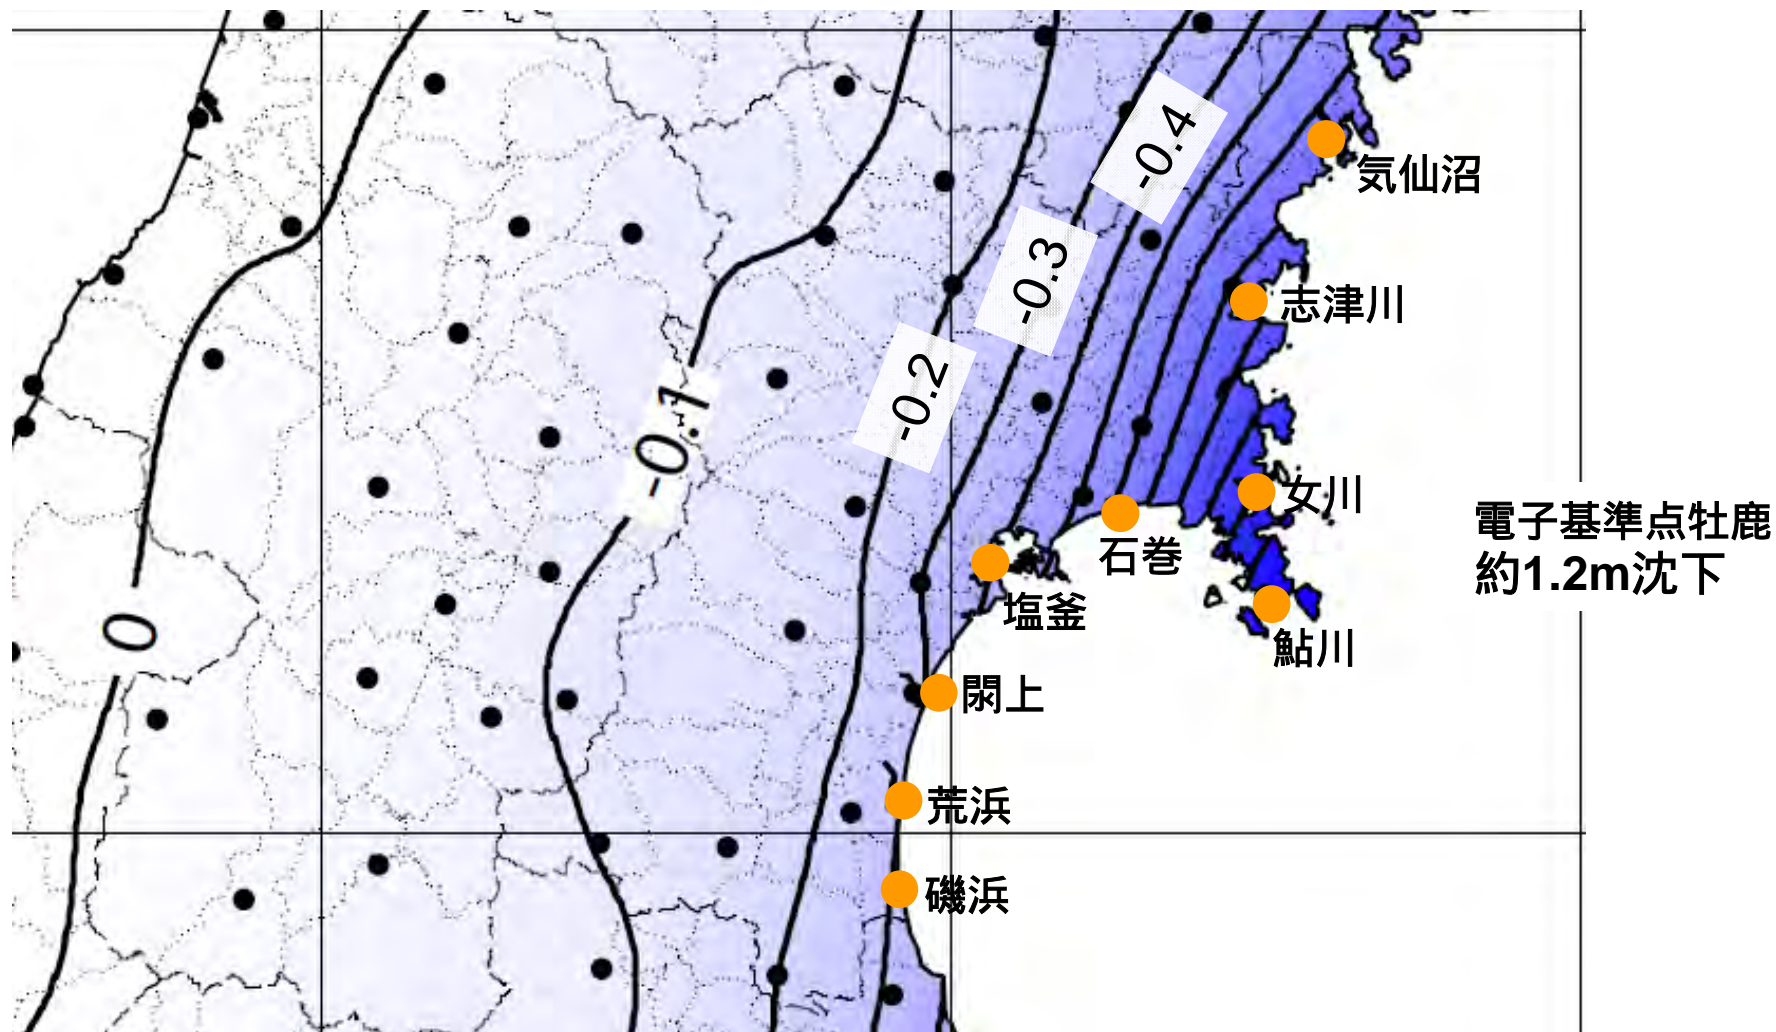 -0.4
気仙沼
-0.3
志津川
-0.2
-0.1
女川
電子基準点牡鹿
約1.2m沈下
石巻
塩釜
0
鮎川
閖上
荒浜
磯浜